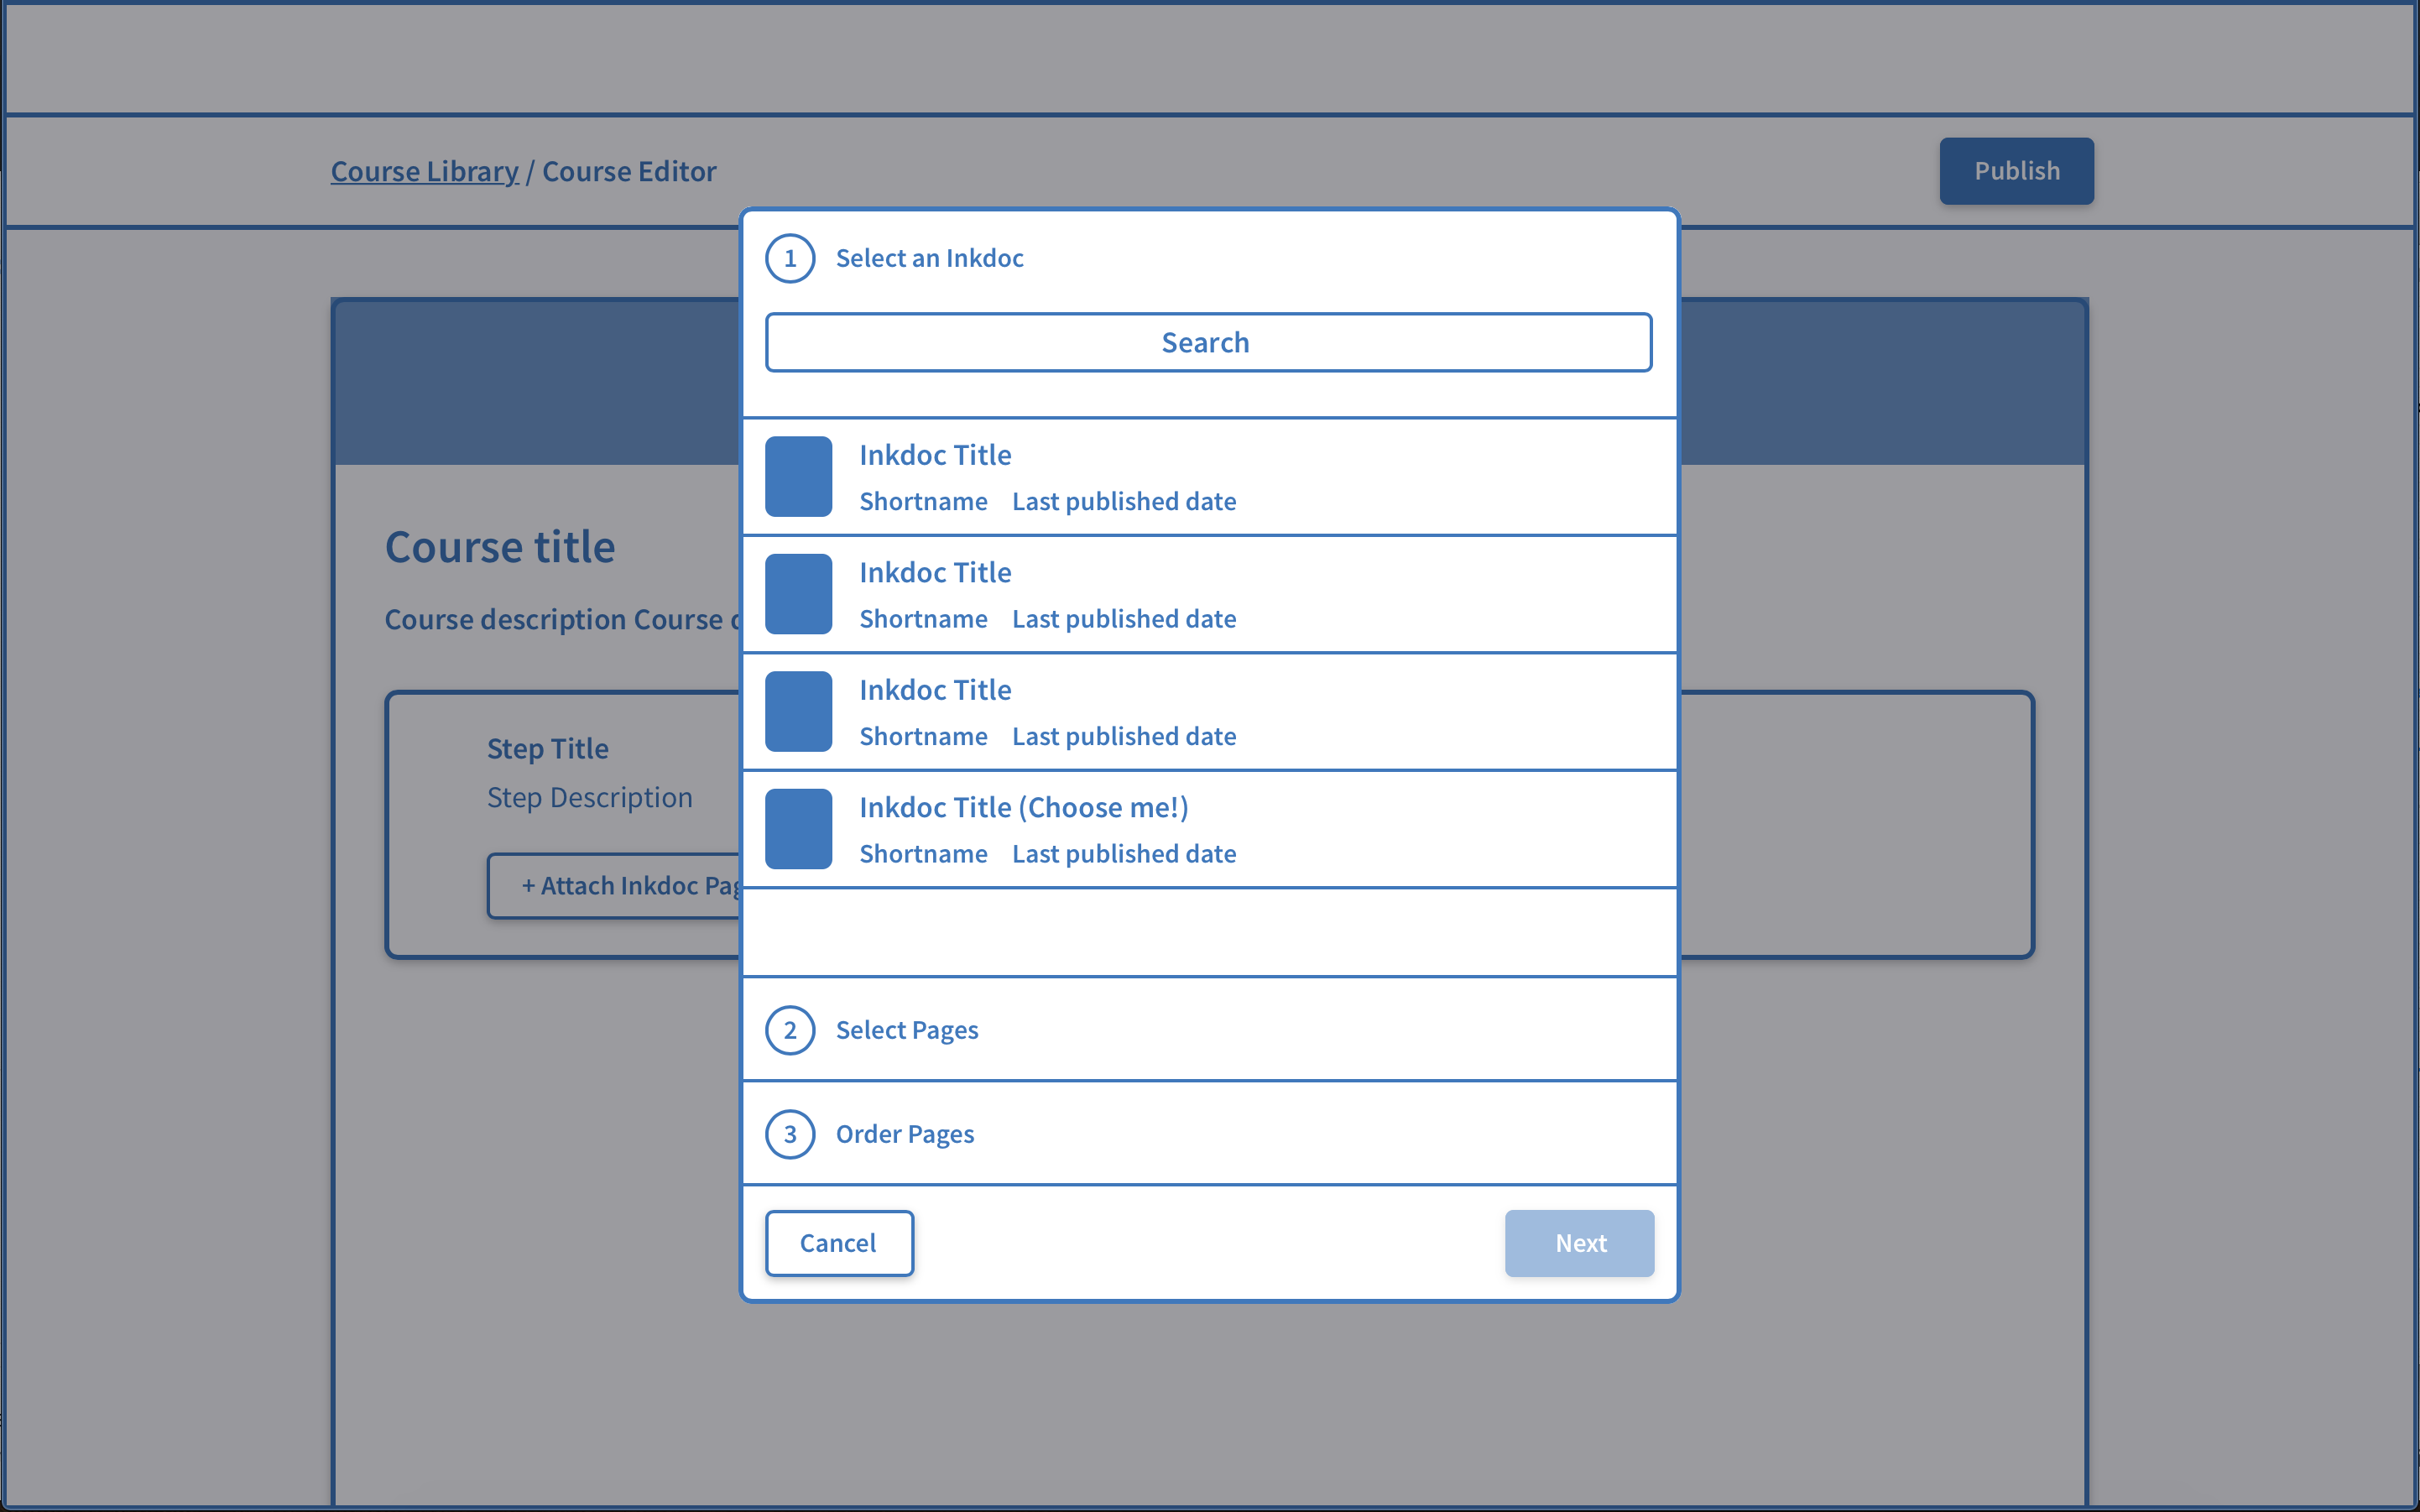 Course Library / Course Editor
Publish
1 Select an Inkdoc
Search
Inkdoc Title
Shortname Last published date
Inkdoc Title
Shortname Last published date
Inkdoc Title
Shortname Last published date
Inkdoc Title (Choose me!)
Shortname Last published date
2 Select Pages
3 Order Pages
Cancel
Next
Course title
Course description Course
Step Title
Step Description
+ Attach Inkdoc